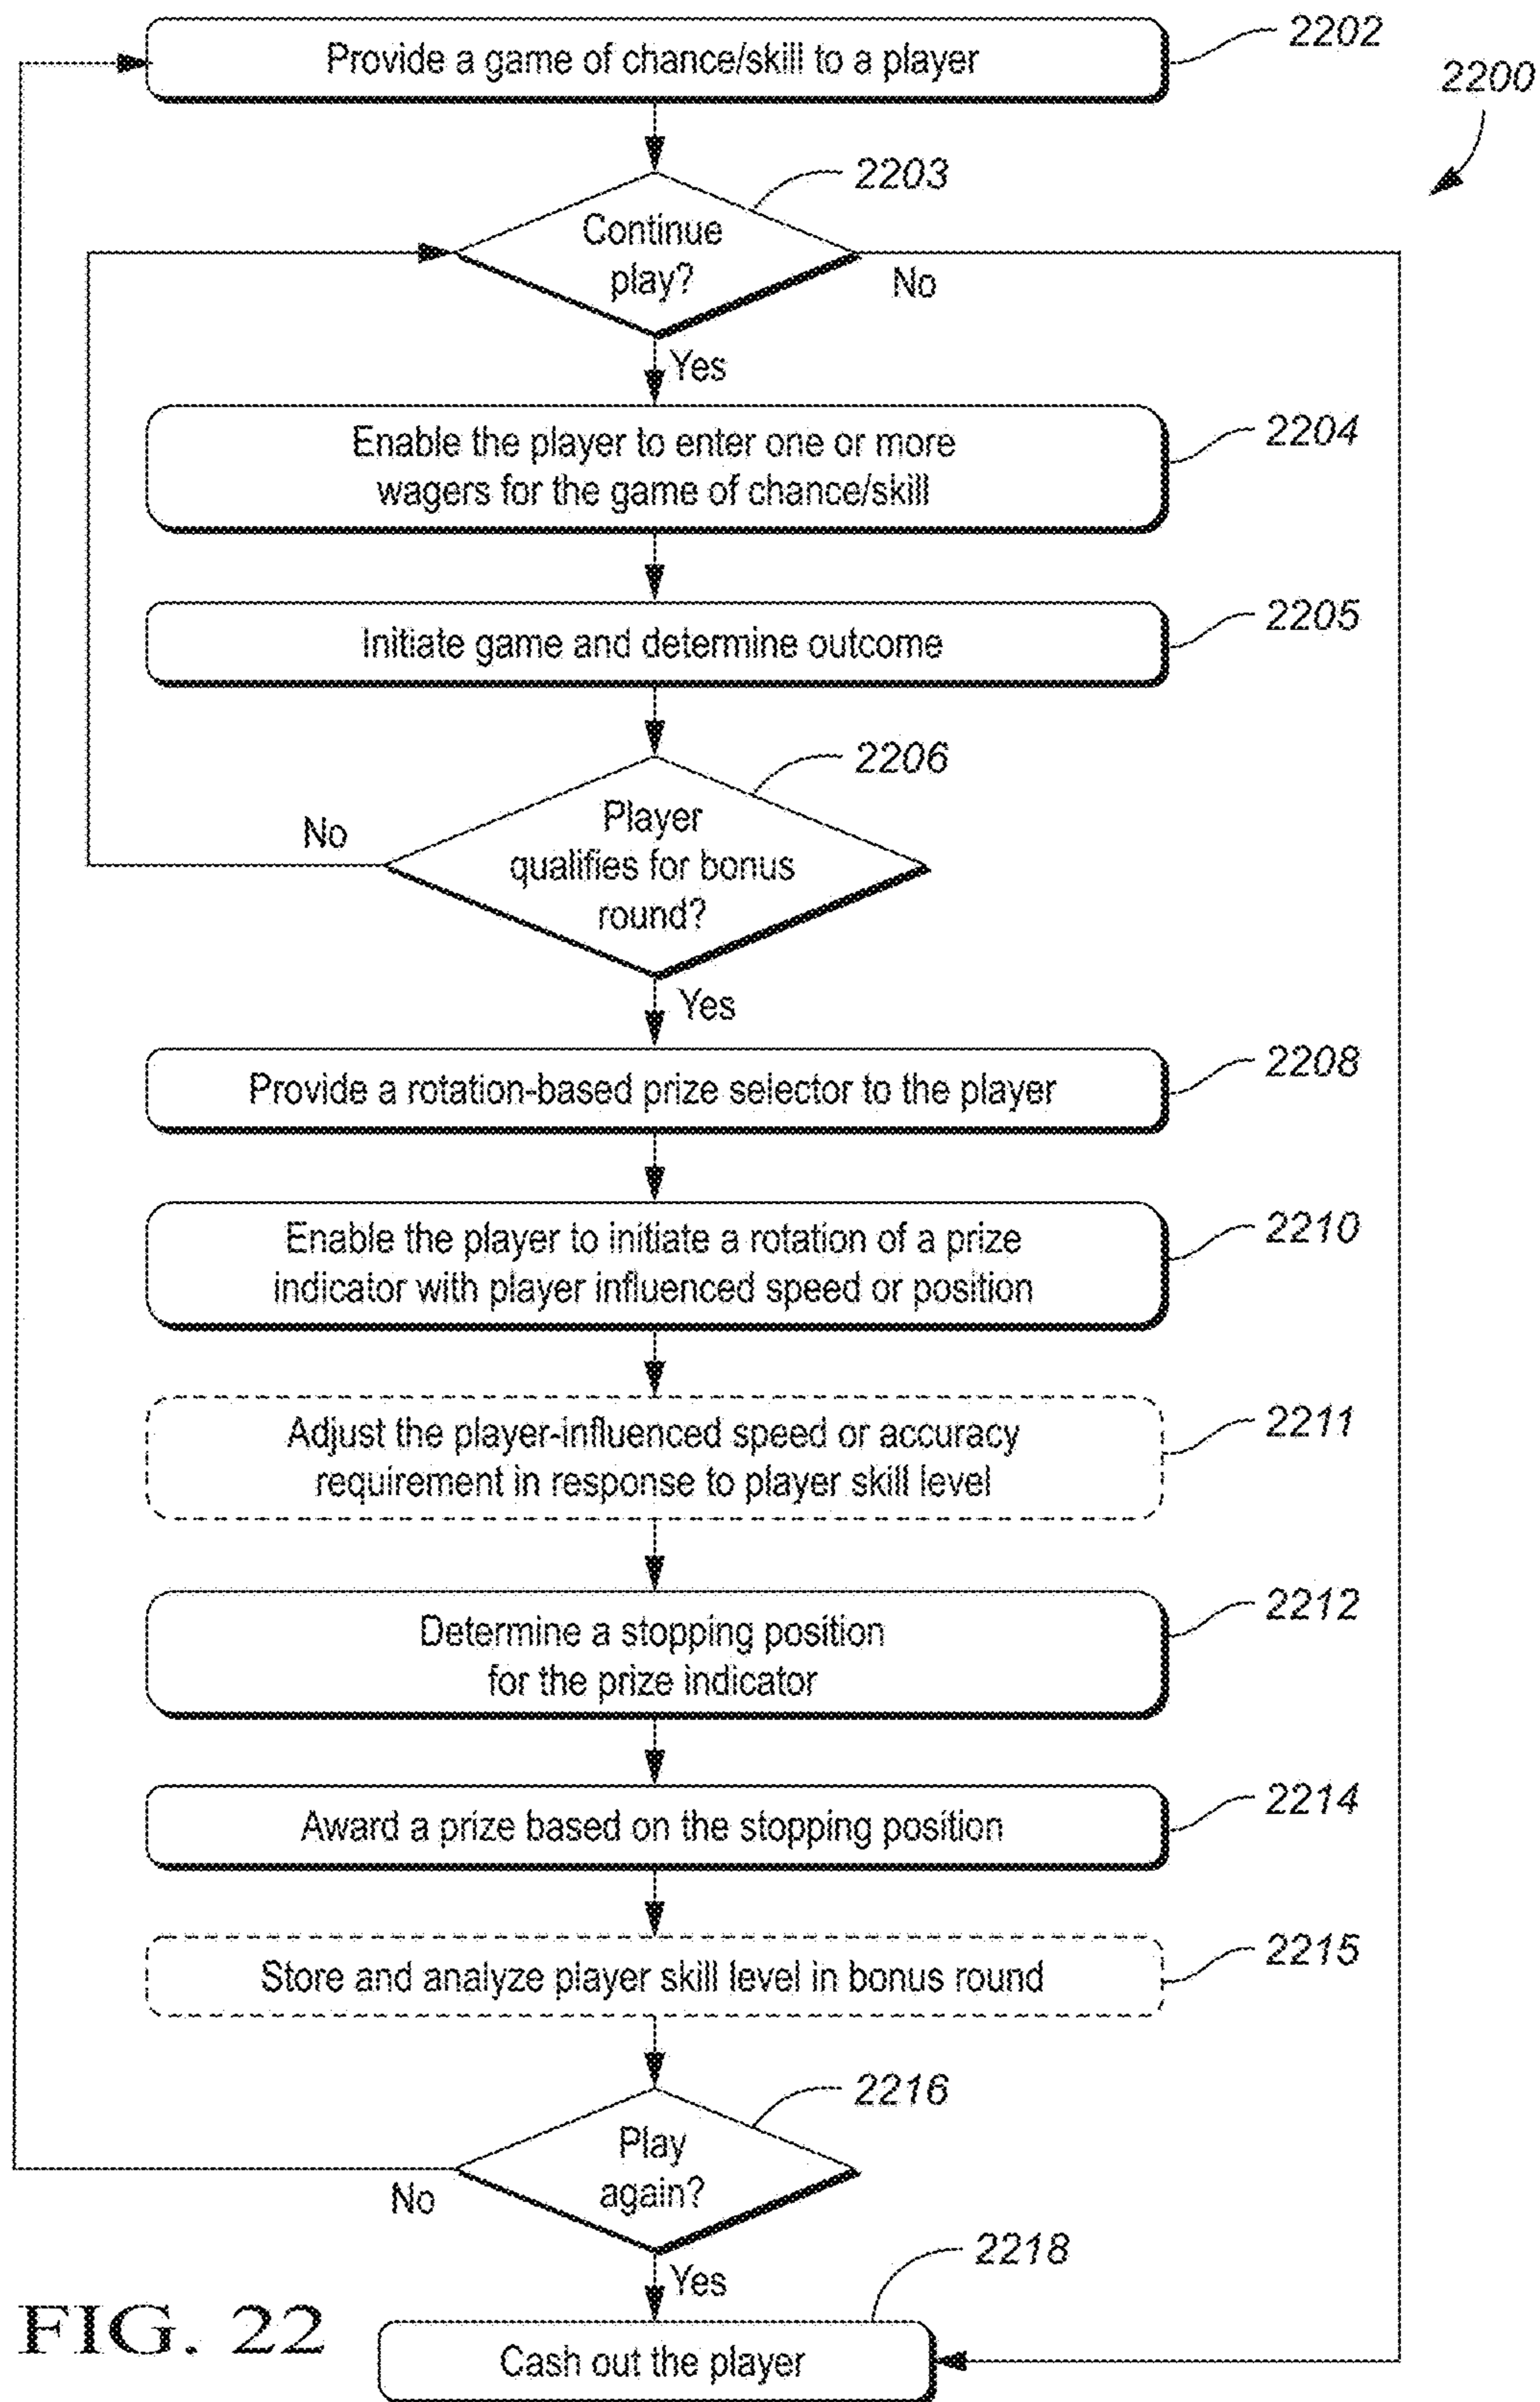 Provide a game of chance/skill to a player
2202
2200
2203
Continue
play?
No
Yes
Enable the player to enter one or more
wagers for the game of chance/skill
2204
Initiate game and determine outcome
2205
2206
Player
qualifies for bonus
round?
No
Yes
Provide a rotation-based prize selector to the player
2208
Enable the player to initiate a rotation of a prize
indicator with player influenced speed or position
2210
Adjust the player-influenced speed or accuracy
requirement in response to player skill level
2211
Determine a stopping position
for the prize indicator
2212
Award a prize based on the stopping position
2214
Store and analyze player skill level in bonus round
2215
2216
Play
again?
No
Yes
2218
Cash out the player
FIG. 22